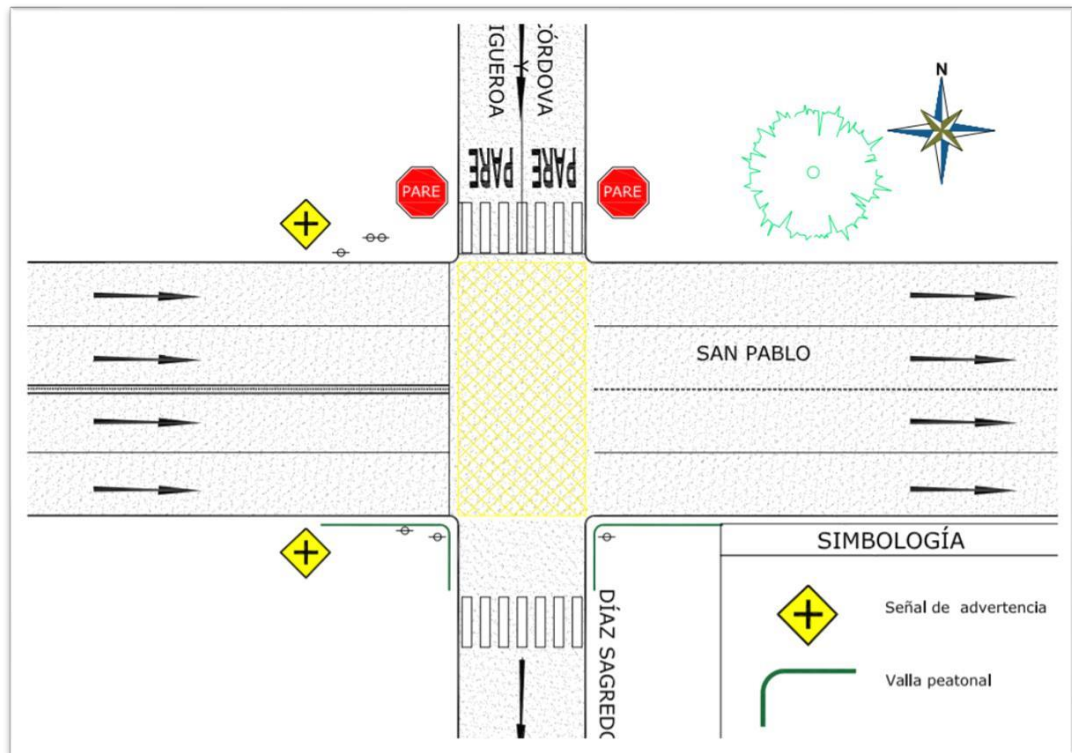 CÓRDOVA
Y
IGUEROA
N
PARE
PARE
PARE
PARE
SAN PABLO
SIMBOLOGÍA
Señal de advertencia
DÍAZ SAGREDO
Valla peatonal